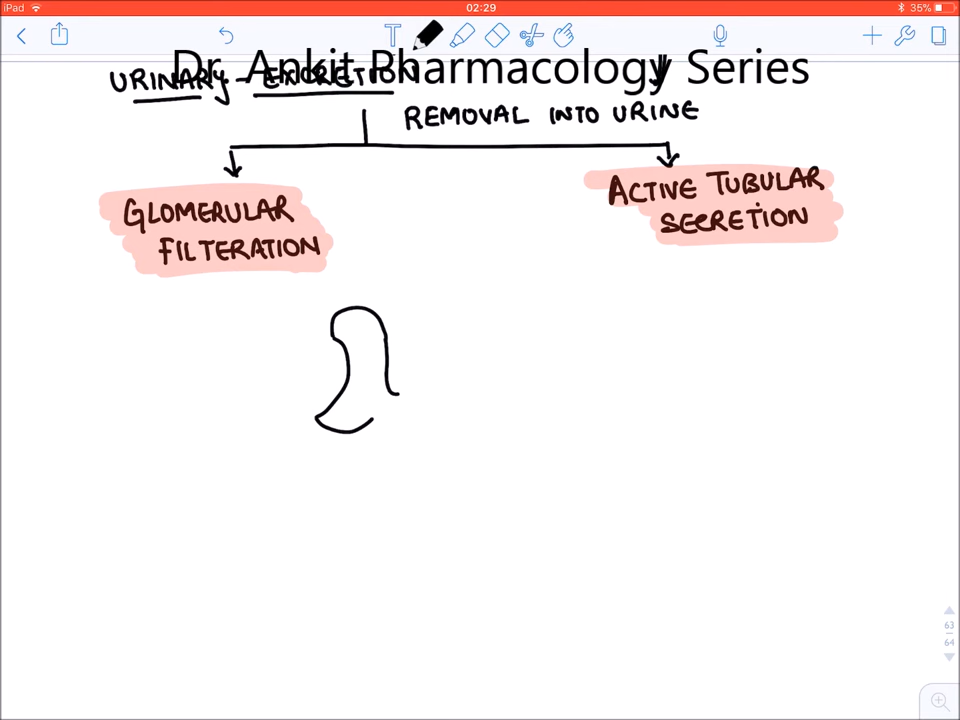 iPad
02:29
35%
T
Dr Ankit Pharmacology Series
URINARY - EXCRETION
REMOVAL INTO URINE
GLOMERULAR
FILTERATION
ACTIVE TUBULAR
SECRETION
63
64